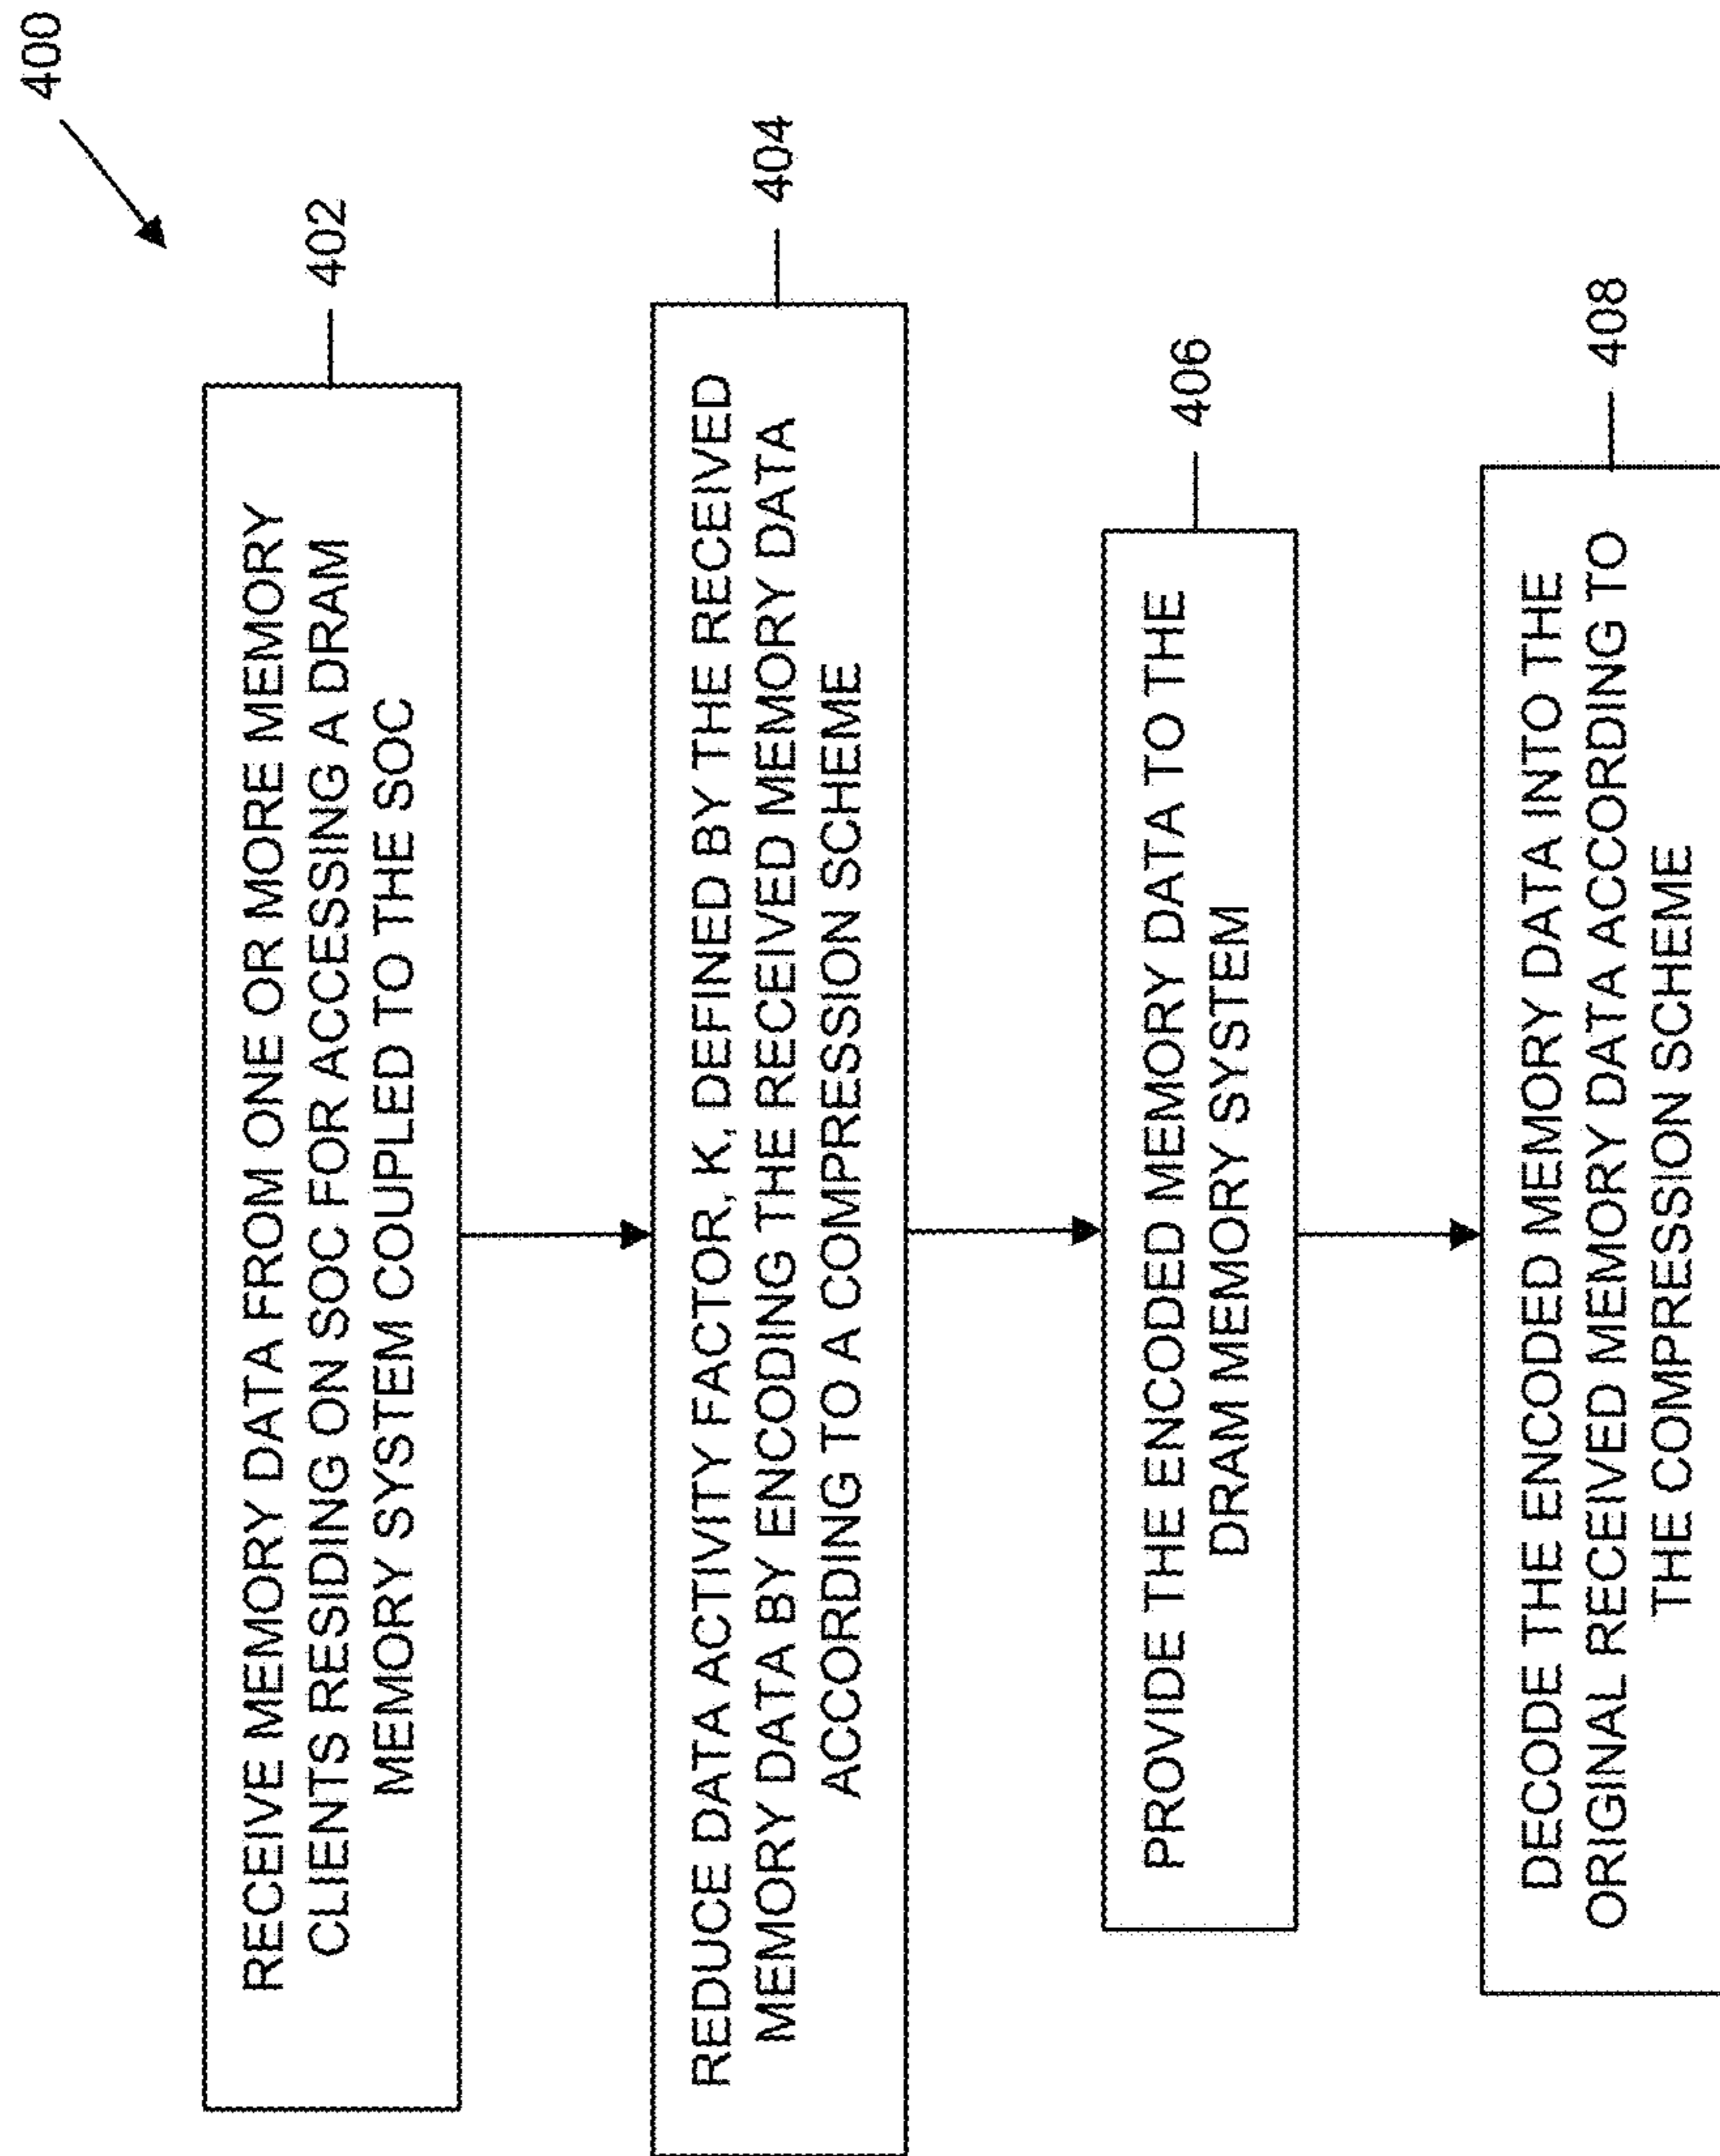 400
RECEIVE MEMORY DATA FROM ONE OR MORE MEMORY
CLIENTS RESIDING ON SOC FOR ACCESSING A DRAM
MEMORY SYSTEM COUPLED TO THE SOC
402
REDUCE DATA ACTIVITY FACTOR, K, DEFINED BY THE RECEIVED
MEMORY DATA BY ENCODING THE RECEIVED MEMORY DATA
ACCORDING TO A COMPRESSION SCHEME
404
PROVIDE THE ENCODED MEMORY DATA TO THE
DRAM MEMORY SYSTEM
406
DECODE THE ENCODED MEMORY DATA INTO THE
ORIGINAL RECEIVED MEMORY DATA ACCORDING TO
THE COMPRESSION SCHEME
408